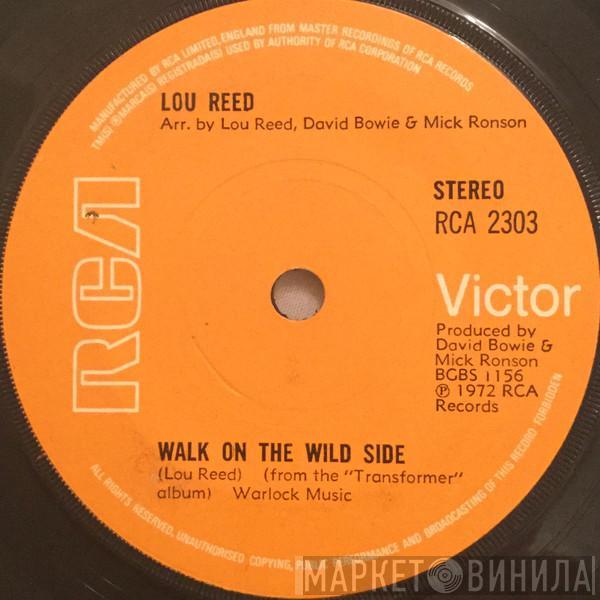 MANUFACTURED BY RCA LIMITED, ENGLAND FROM MASTER RECORDINGS OF RCA RECORDS
TM(S) ® MARCA(S) REGISTRADA(S) USED BY AUTHORITY OF RCA CORPORATION
LOU REED
Arr. by Lou Reed, David Bowie & Mick Ronson
RCA
STEREO
RCA 2303
Victor
Produced by
David Bowie &
Mick Ronson
BGBS 1156
℗ 1972 RCA
Records
WALK ON THE WILD SIDE
(Lou Reed) (from the "Transformer"
album) Warlock Music
ALL RIGHTS RESERVED. UNAUTHORISED COPYING, PUBLIC PERFORMANCE AND BROADCASTING OF THIS RECORD FORBIDDEN
МАРКЕТ ВИНИЛА